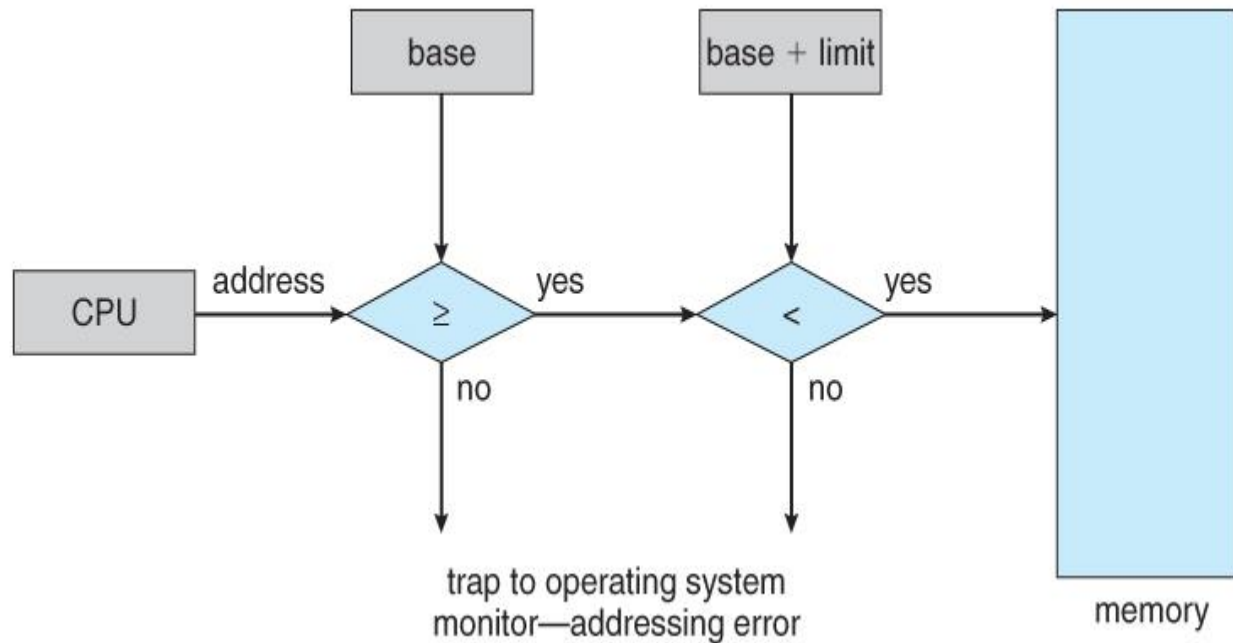 base
base + limit
CPU
address
≥
yes
<
yes
no
no
trap to operating system
monitor—addressing error
memory